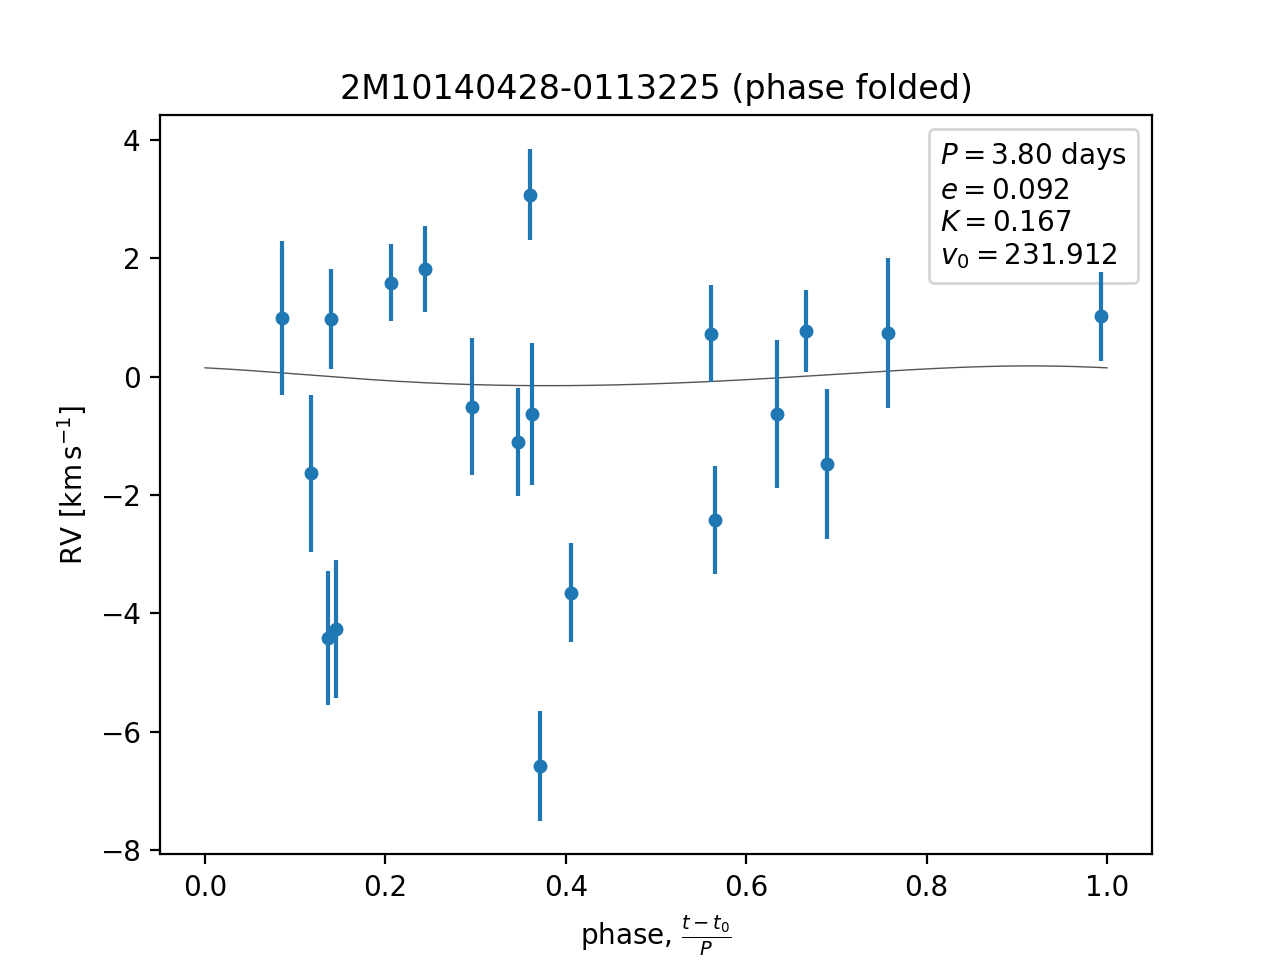 2M10140428-0113225 (phase folded)
P = 3.80 days
e = 0.092
K = 0.167
v₀ = 231.912
RV [km s⁻¹]
4
2
0
−2
−4
−6
−8
0.0 0.2 0.4 0.6 0.8 1.0
phase, (t − t₀)/P